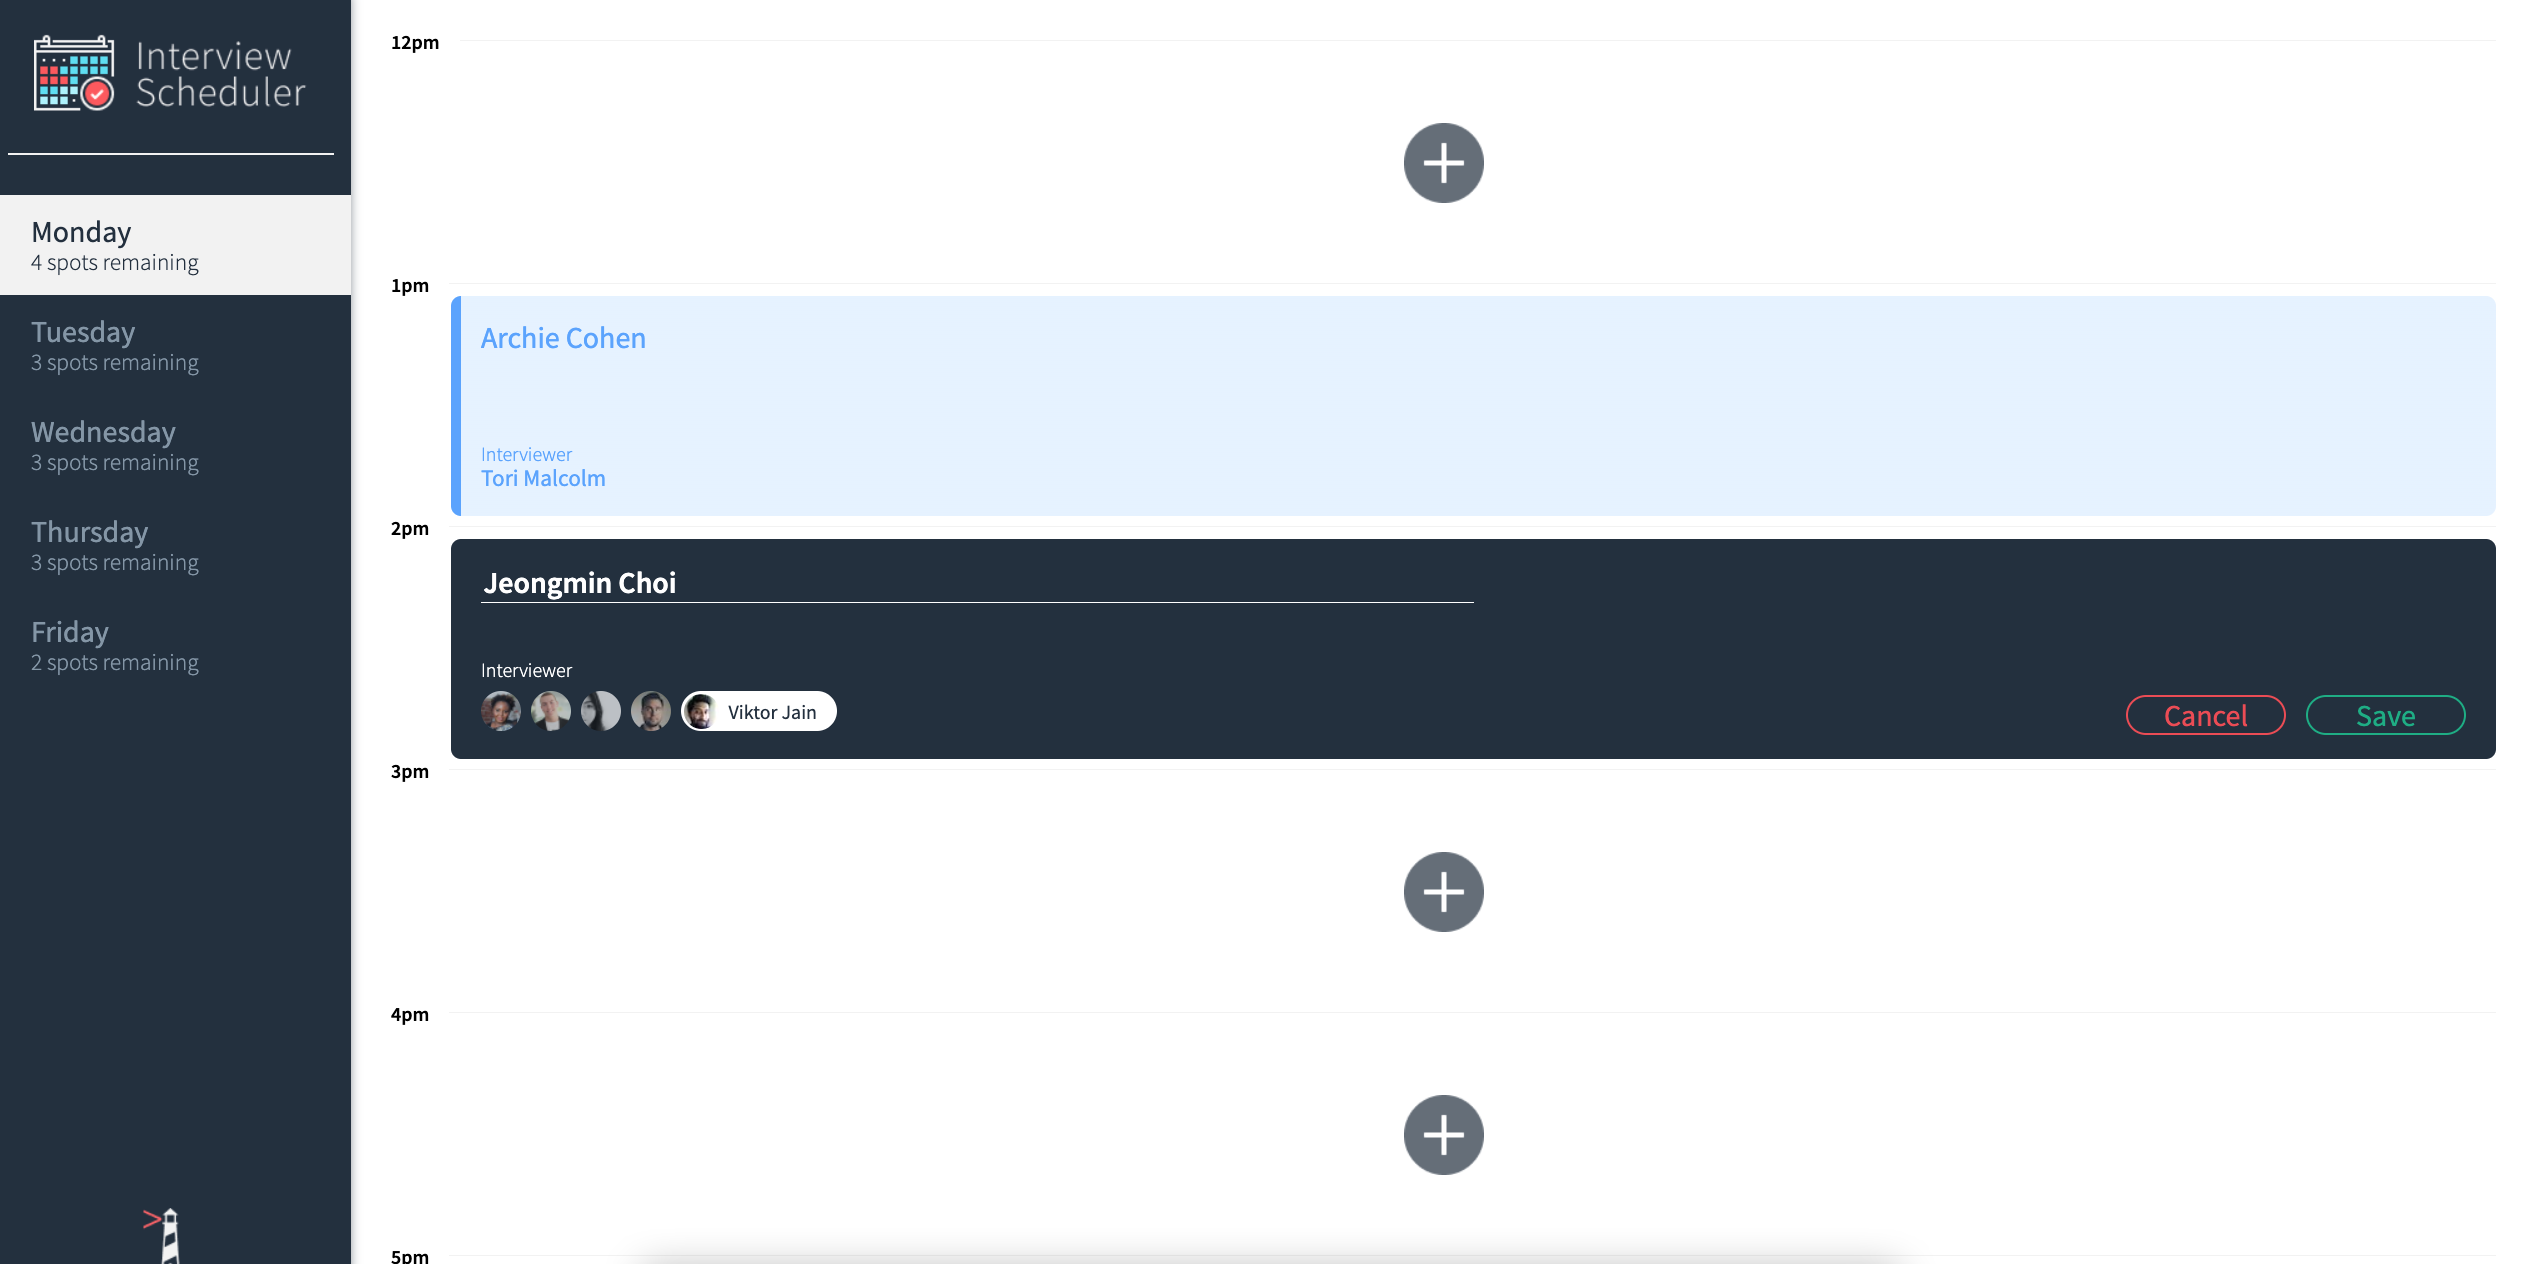 Interview
Scheduler
Monday
4 spots remaining
Tuesday
3 spots remaining
Wednesday
3 spots remaining
Thursday
3 spots remaining
Friday
2 spots remaining
12pm
1pm
Archie Cohen
Interviewer
Tori Malcolm
2pm
Jeongmin Choi
Interviewer
Viktor Jain
Cancel
Save
3pm
4pm
5pm